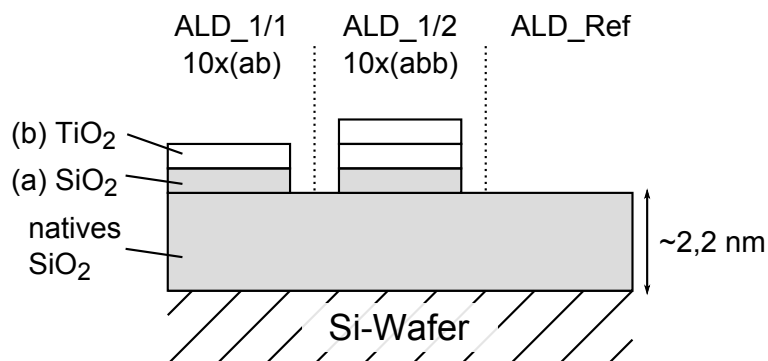 ALD_1/1
10x(ab)
ALD_1/2
10x(abb)
ALD_Ref
(b) TiO₂
(a) SiO₂
natives
SiO₂
~2,2 nm
Si-Wafer